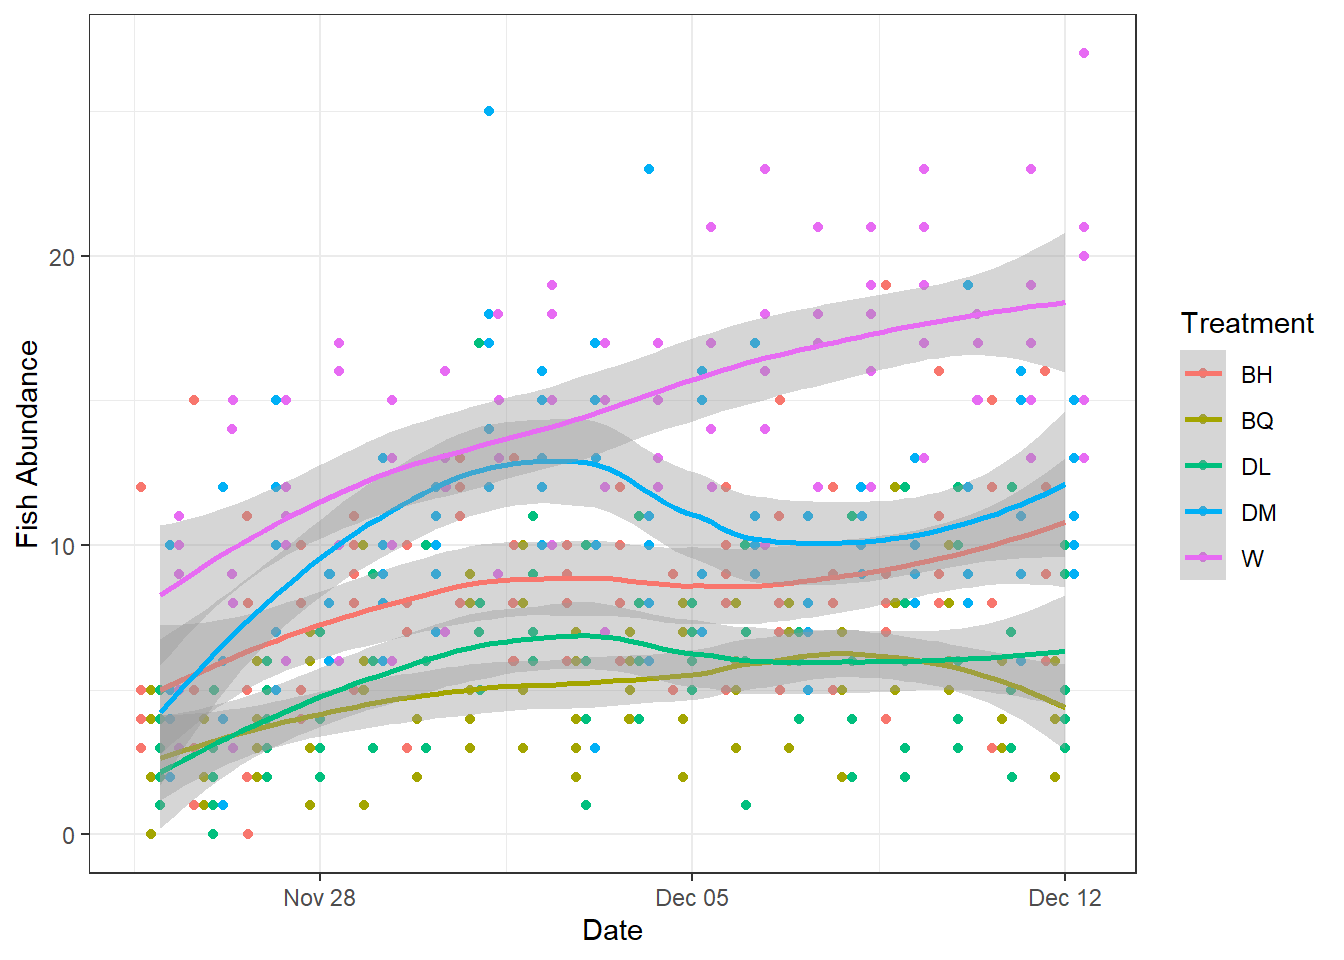 Fish Abundance
20
10
0
Nov 28
Dec 05
Dec 12
Date
Treatment
BH
BQ
DL
DM
W